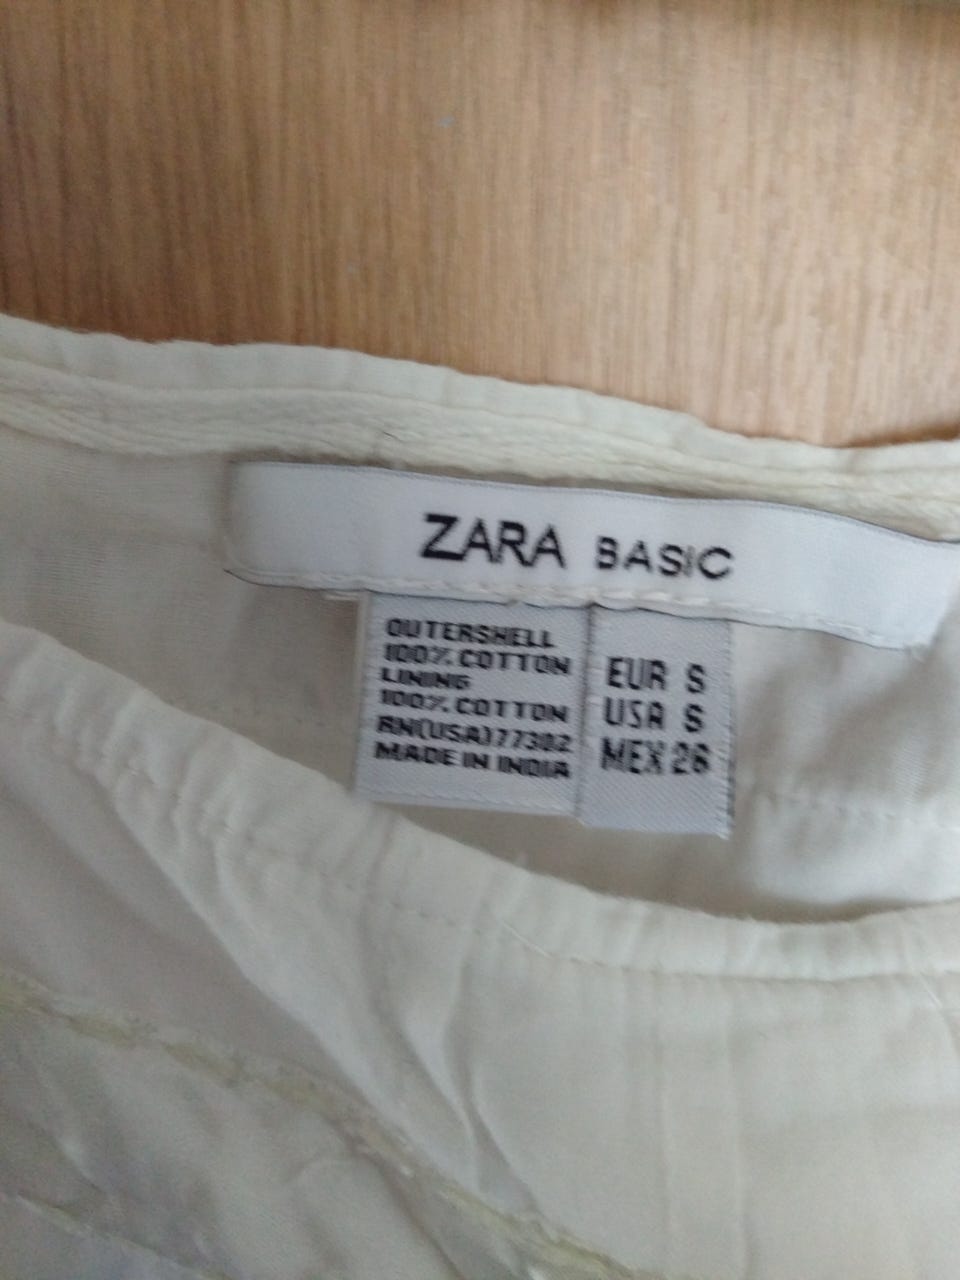 ZARA BASIC
OUTERSHELL
100% COTTON
LINING
100% COTTON
RN(USA)77302
MADE IN INDIA
EUR S
USA S
MEX 26